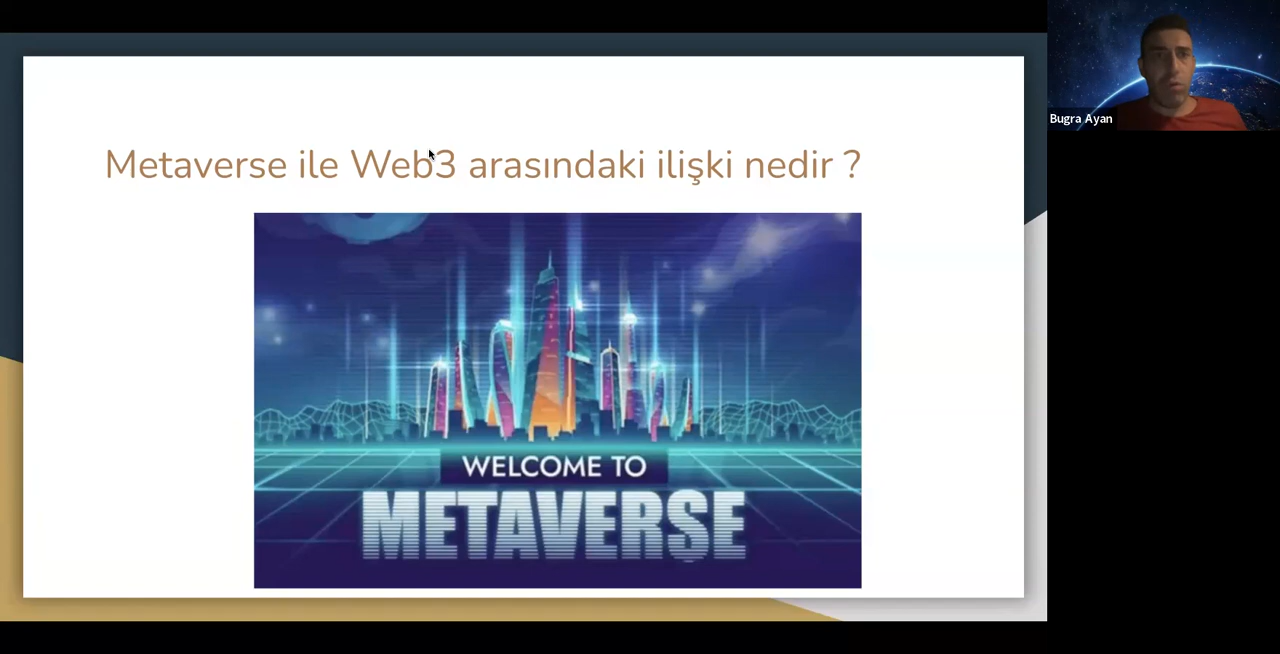 Metaverse ile Web3 arasındaki ilişki nedir ?
WELCOME TO
METAVERSE
Bugra Ayan